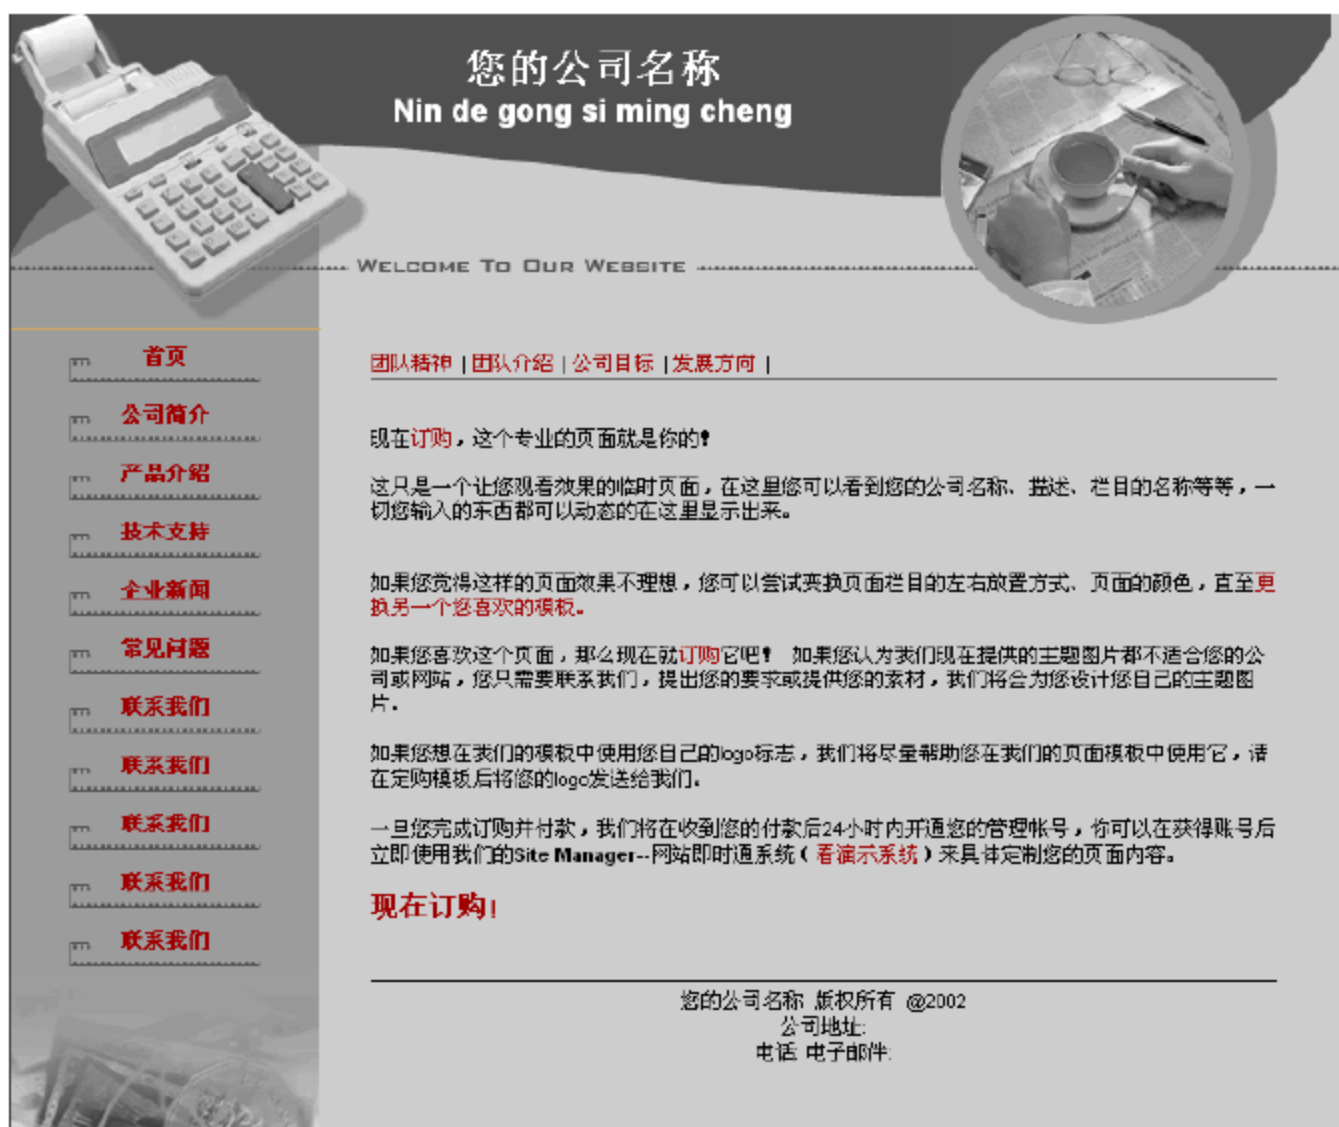 您的公司名称
Nin de gong si ming cheng
WELCOME TO OUR WEBSITE
首页
公司简介
产品介绍
技术支持
企业新闻
常见问题
联系我们
联系我们
联系我们
联系我们
联系我们
团队精神 | 团队介绍 | 公司目标 | 发展方向 |
现在订购，这个专业的页面就是你的！
这只是一个让您观看效果的临时页面，在这里您可以看到您的公司名称、描述、栏目的名称等等，一
切您输入的东西都可以动态的在这里显示出来。
如果您觉得这样的页面效果不理想，您可以尝试变换页面栏目的左右放置方式、页面的颜色，直至更
换另一个您喜欢的模板。
如果您喜欢这个页面，那么现在就订购它吧！ 如果您认为我们现在提供的主题图片都不适合您的公
司或网站，您只需要联系我们，提出您的要求或提供您的素材，我们将会为您设计您自己的主题图
片.
如果您想在我们的模板中使用您自己的logo标志，我们将尽量帮助您在我们的页面模板中使用它，请
在定购模板后将您的logo发送给我们。
一旦您完成订购并付款，我们将在收到您的付款后24小时内开通您的管理帐号，你可以在获得账号后
立即使用我们的Site Manager--网站即时通系统（看演示系统）来具体定制您的页面内容。
现在订购!
您的公司名称 版权所有 @2002
公司地址:
电话 电子邮件: